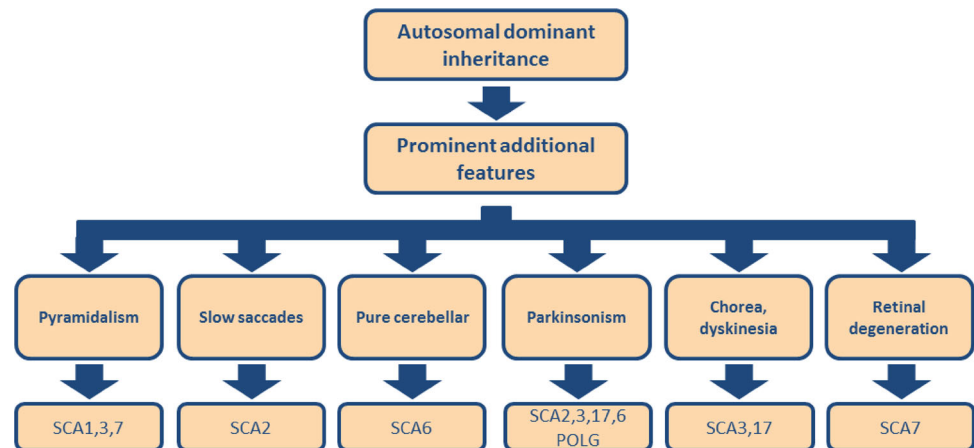 Autosomal dominant
inheritance
Prominent additional
features
Pyramidalism
Slow saccades
Pure cerebellar
Parkinsonism
Chorea,
dyskinesia
Retinal
degeneration
SCA1,3,7
SCA2
SCA6
SCA2,3,17,6
POLG
SCA3,17
SCA7